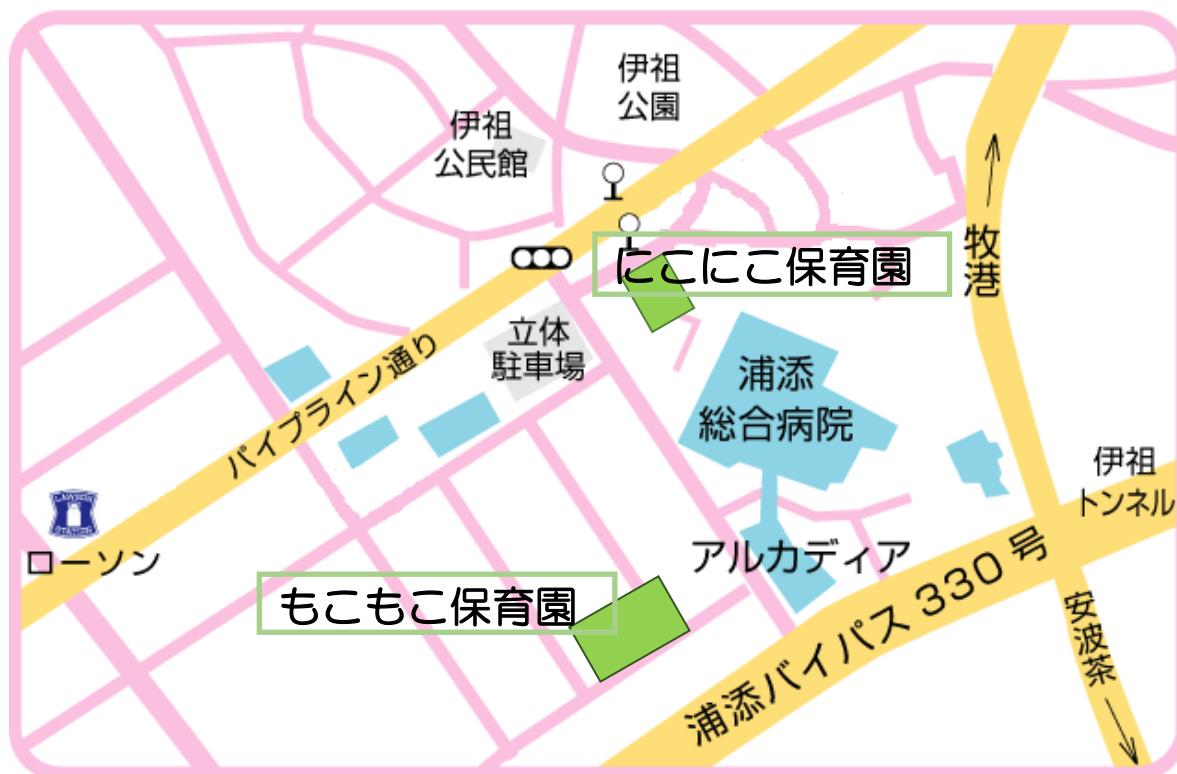 伊祖
公園
伊祖
公民館
にこにこ保育園
牧港
立体
駐車場
パイプライン通り
浦添
総合病院
伊祖
トンネル
LAWSON
STATION
ローソン
アルカディア
もこもこ保育園
浦添バイパス 330 号
安波茶